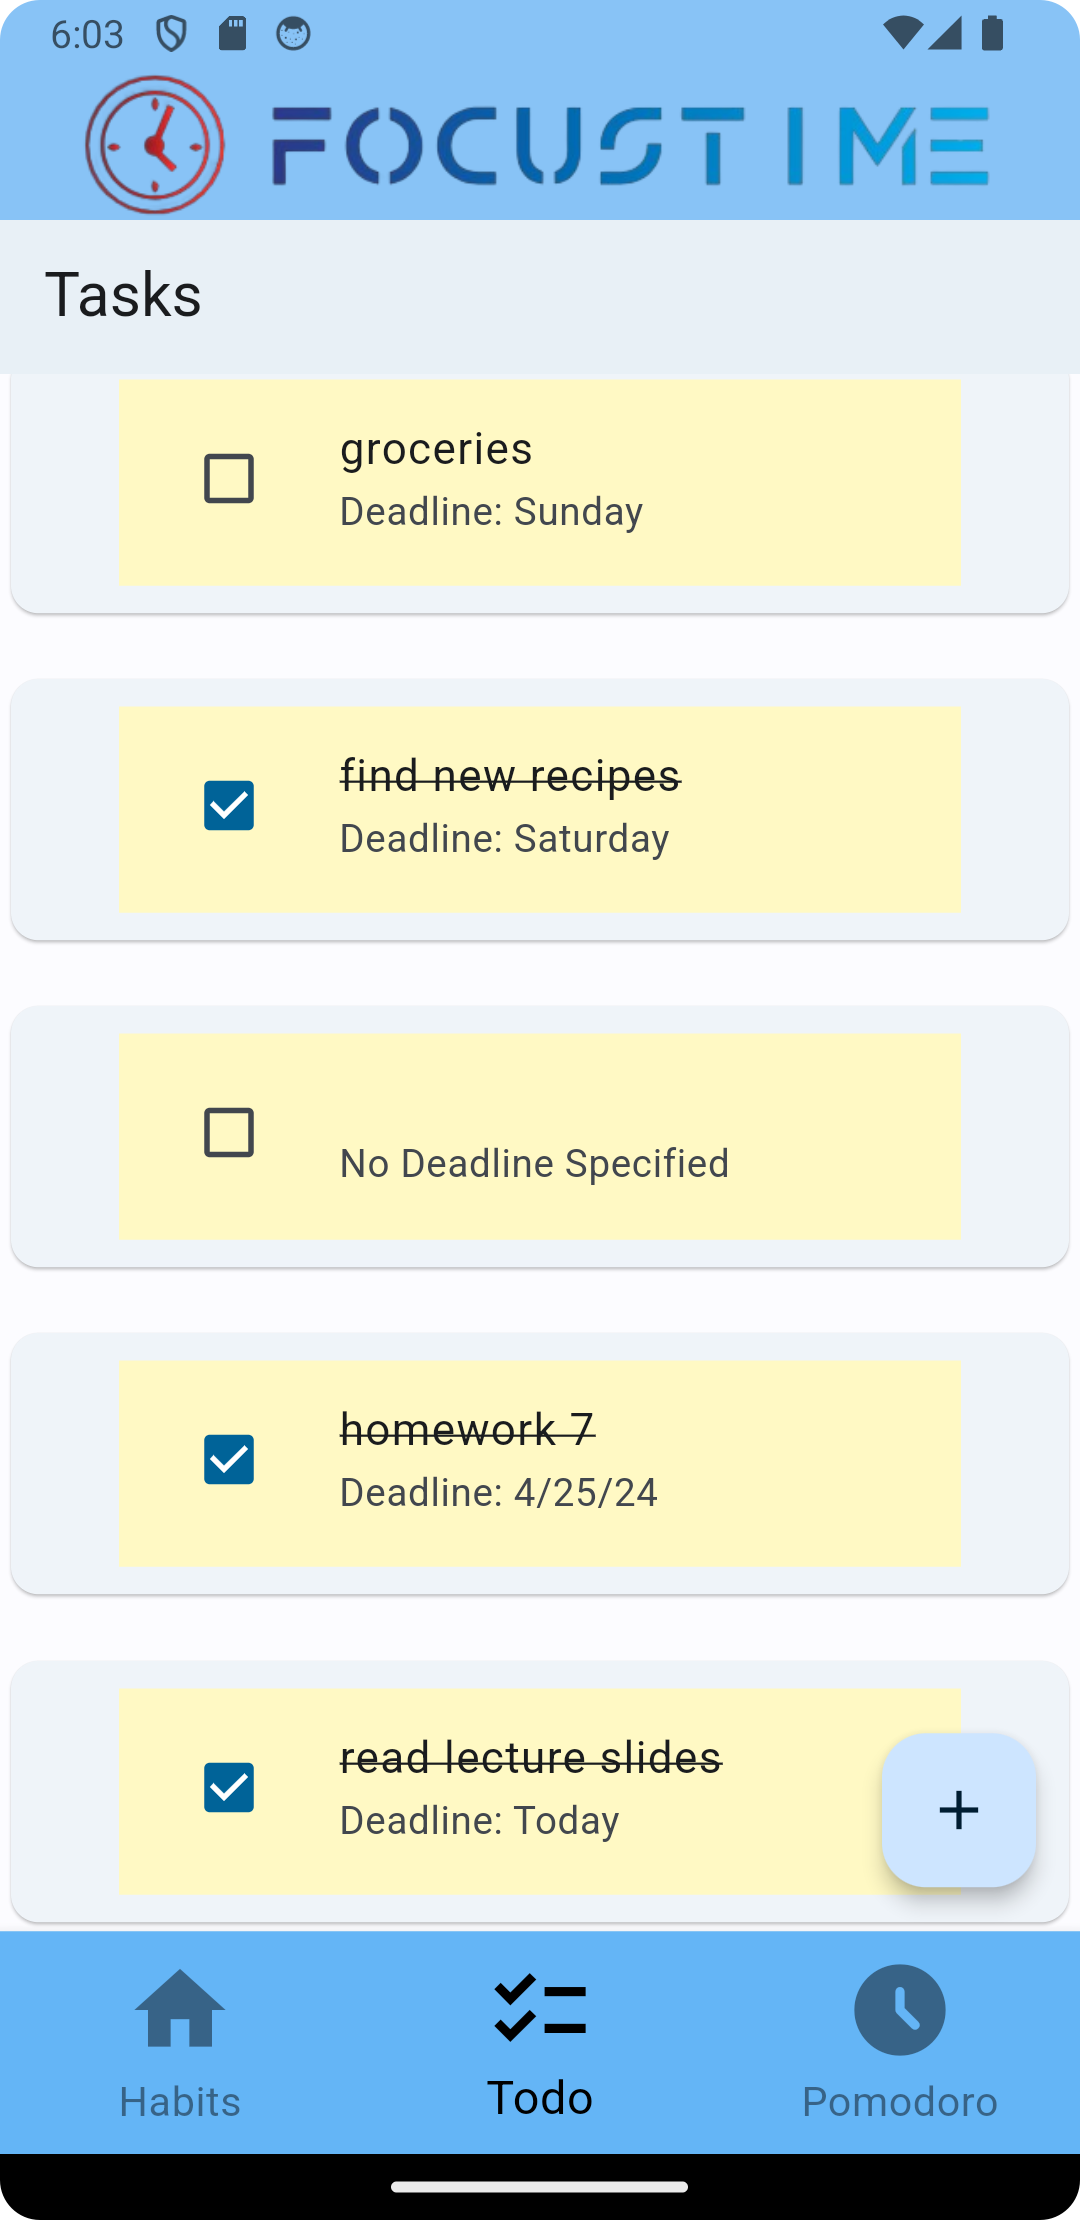 6:03
FOCUSTIME
Tasks
groceries
Deadline: Sunday
find new recipes
Deadline: Saturday
No Deadline Specified
homework 7
Deadline: 4/25/24
read lecture slides
Deadline: Today
Habits
Todo
Pomodoro